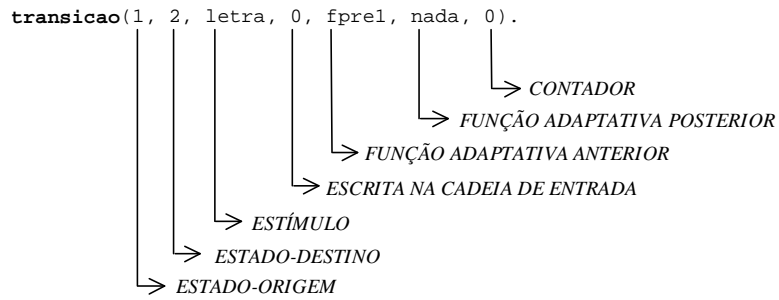 transicao(1, 2, letra, 0, fpre1, nada, 0).
CONTADOR
FUNÇÃO ADAPTATIVA POSTERIOR
FUNÇÃO ADAPTATIVA ANTERIOR
ESCRITA NA CADEIA DE ENTRADA
ESTÍMULO
ESTADO-DESTINO
ESTADO-ORIGEM